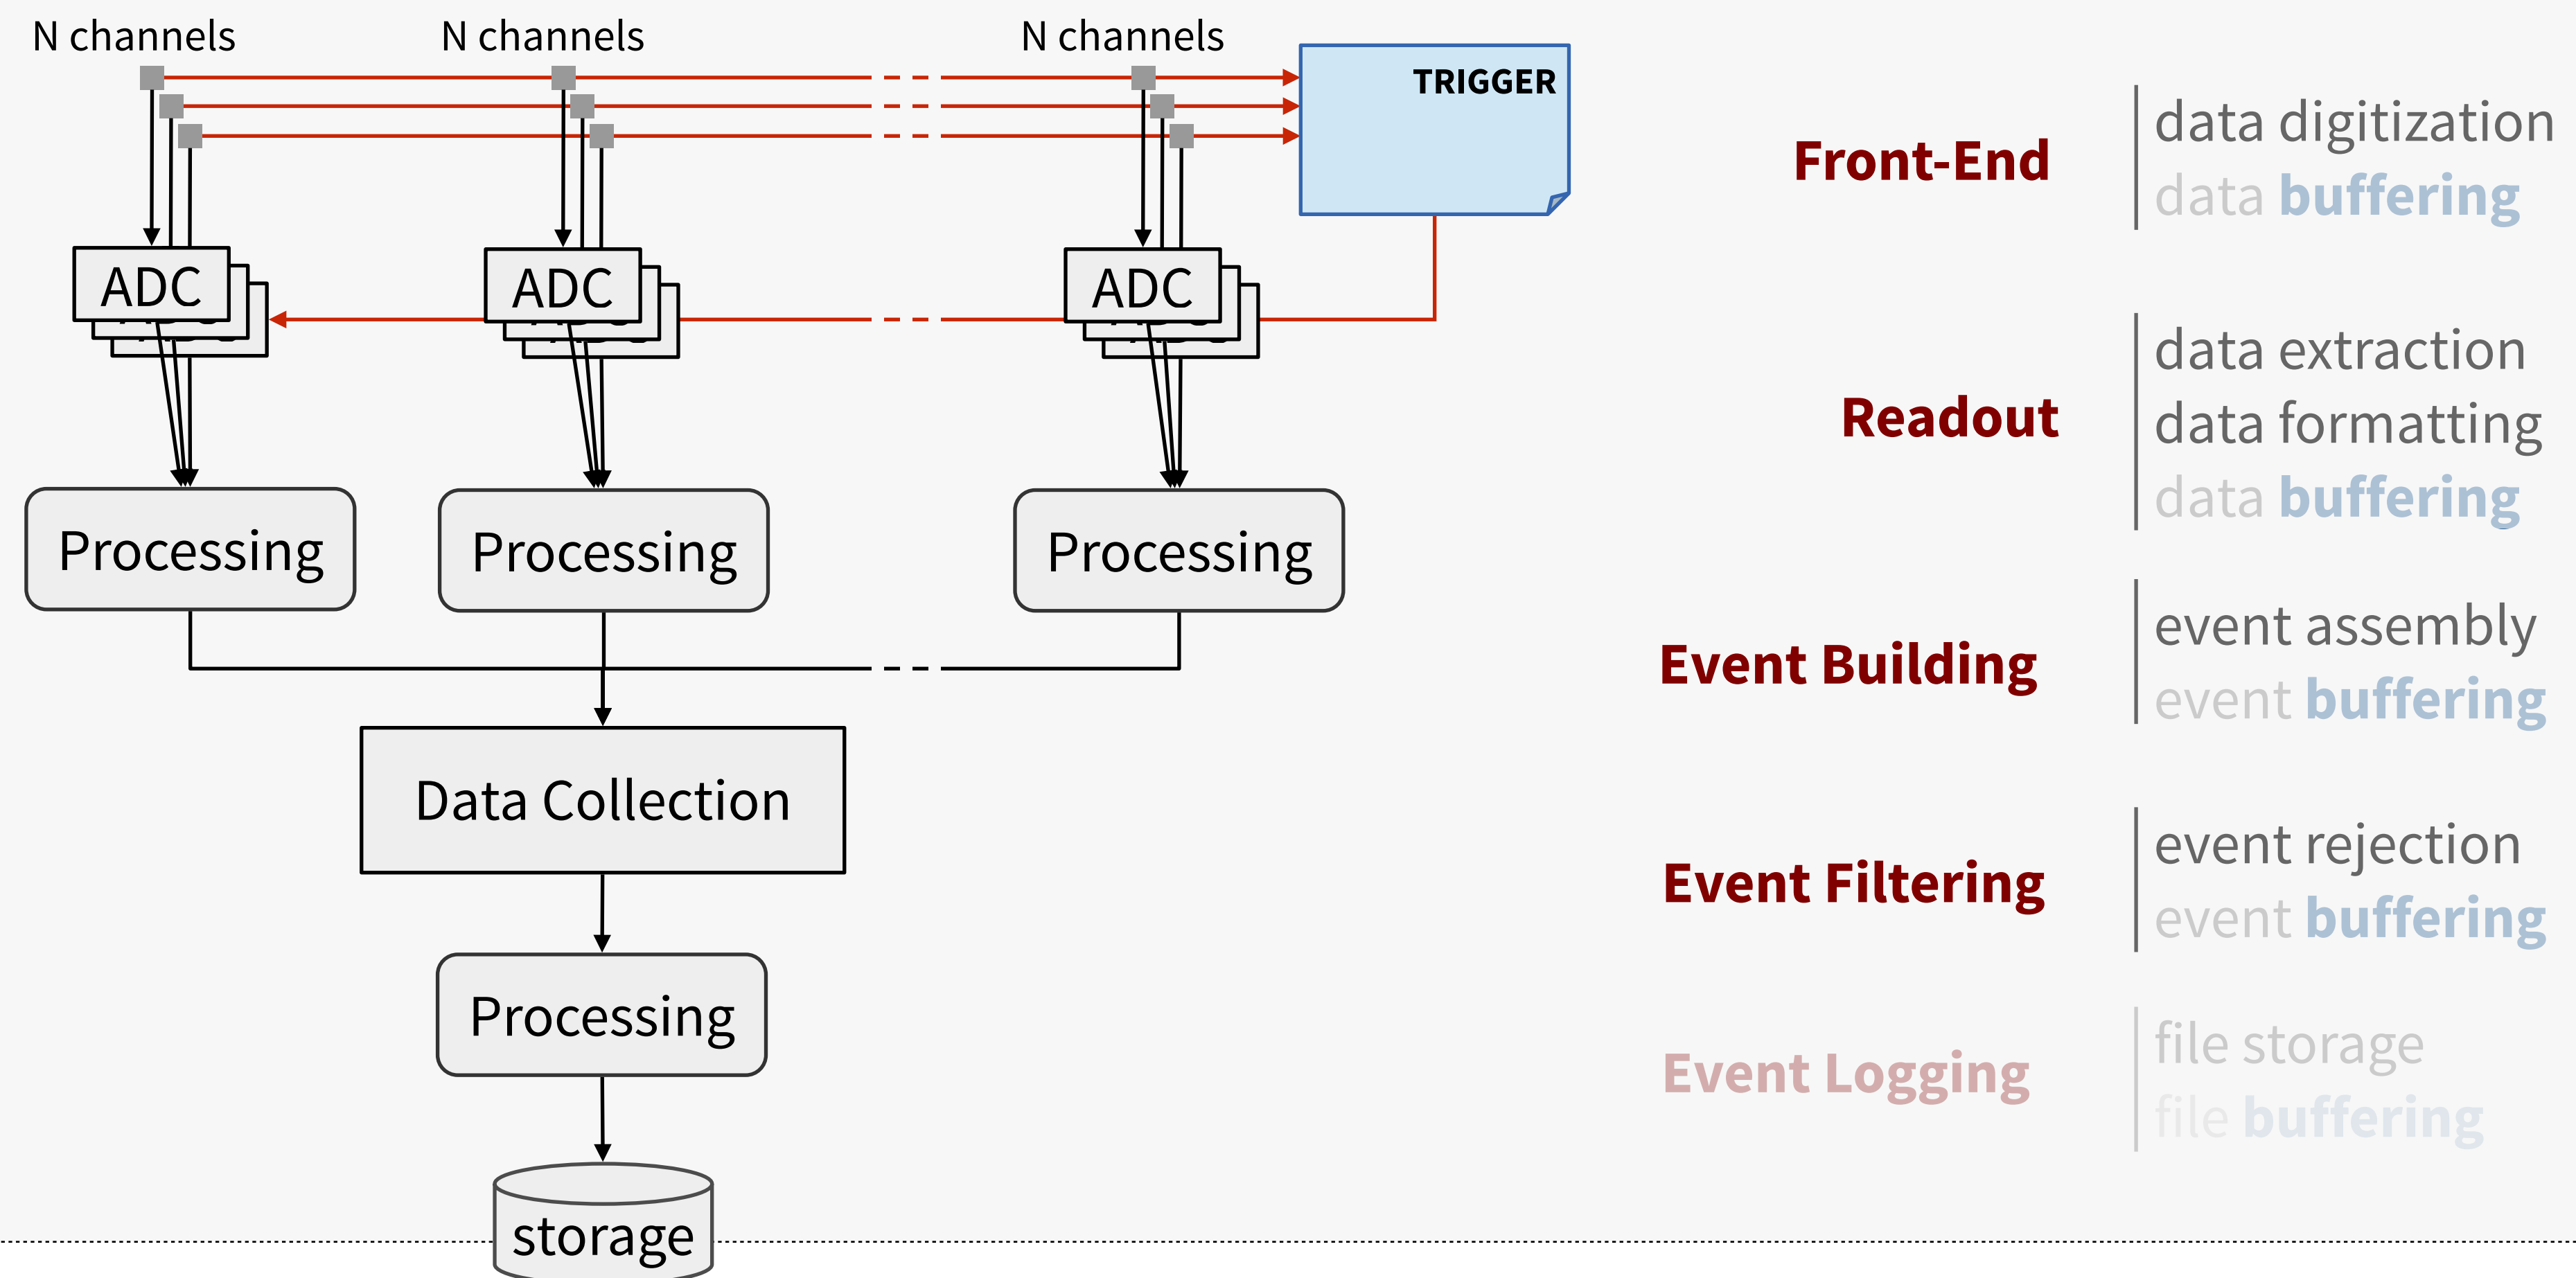 N channels
N channels
N channels
TRIGGER
ADC
ADC
ADC
Processing
Processing
Processing
Data Collection
Processing
storage
Front-End
data digitization
data buffering
Readout
data extraction
data formatting
data buffering
Event Building
event assembly
event buffering
Event Filtering
event rejection
event buffering
Event Logging
file storage
file buffering